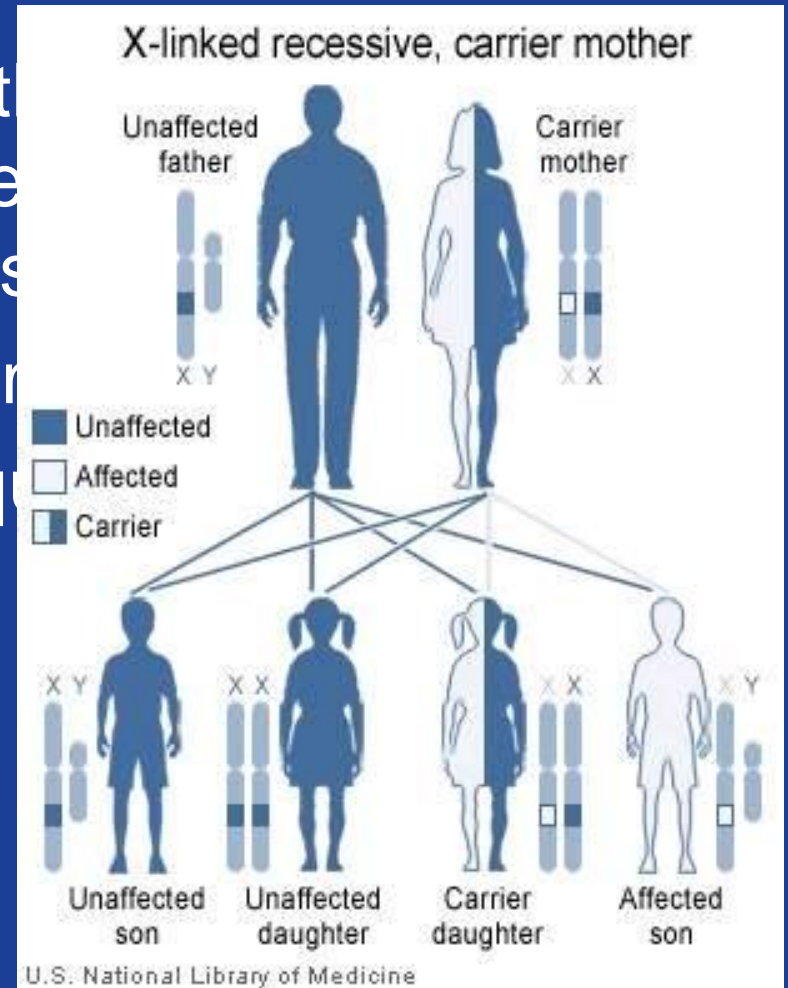 X-linked recessive, carrier mother
Unaffected
father
Carrier
mother
X Y
X X
Unaffected
Affected
Carrier
X Y
X X
X X
X Y
Unaffected
son
Unaffected
daughter
Carrier
daughter
Affected
son
U.S. National Library of Medicine